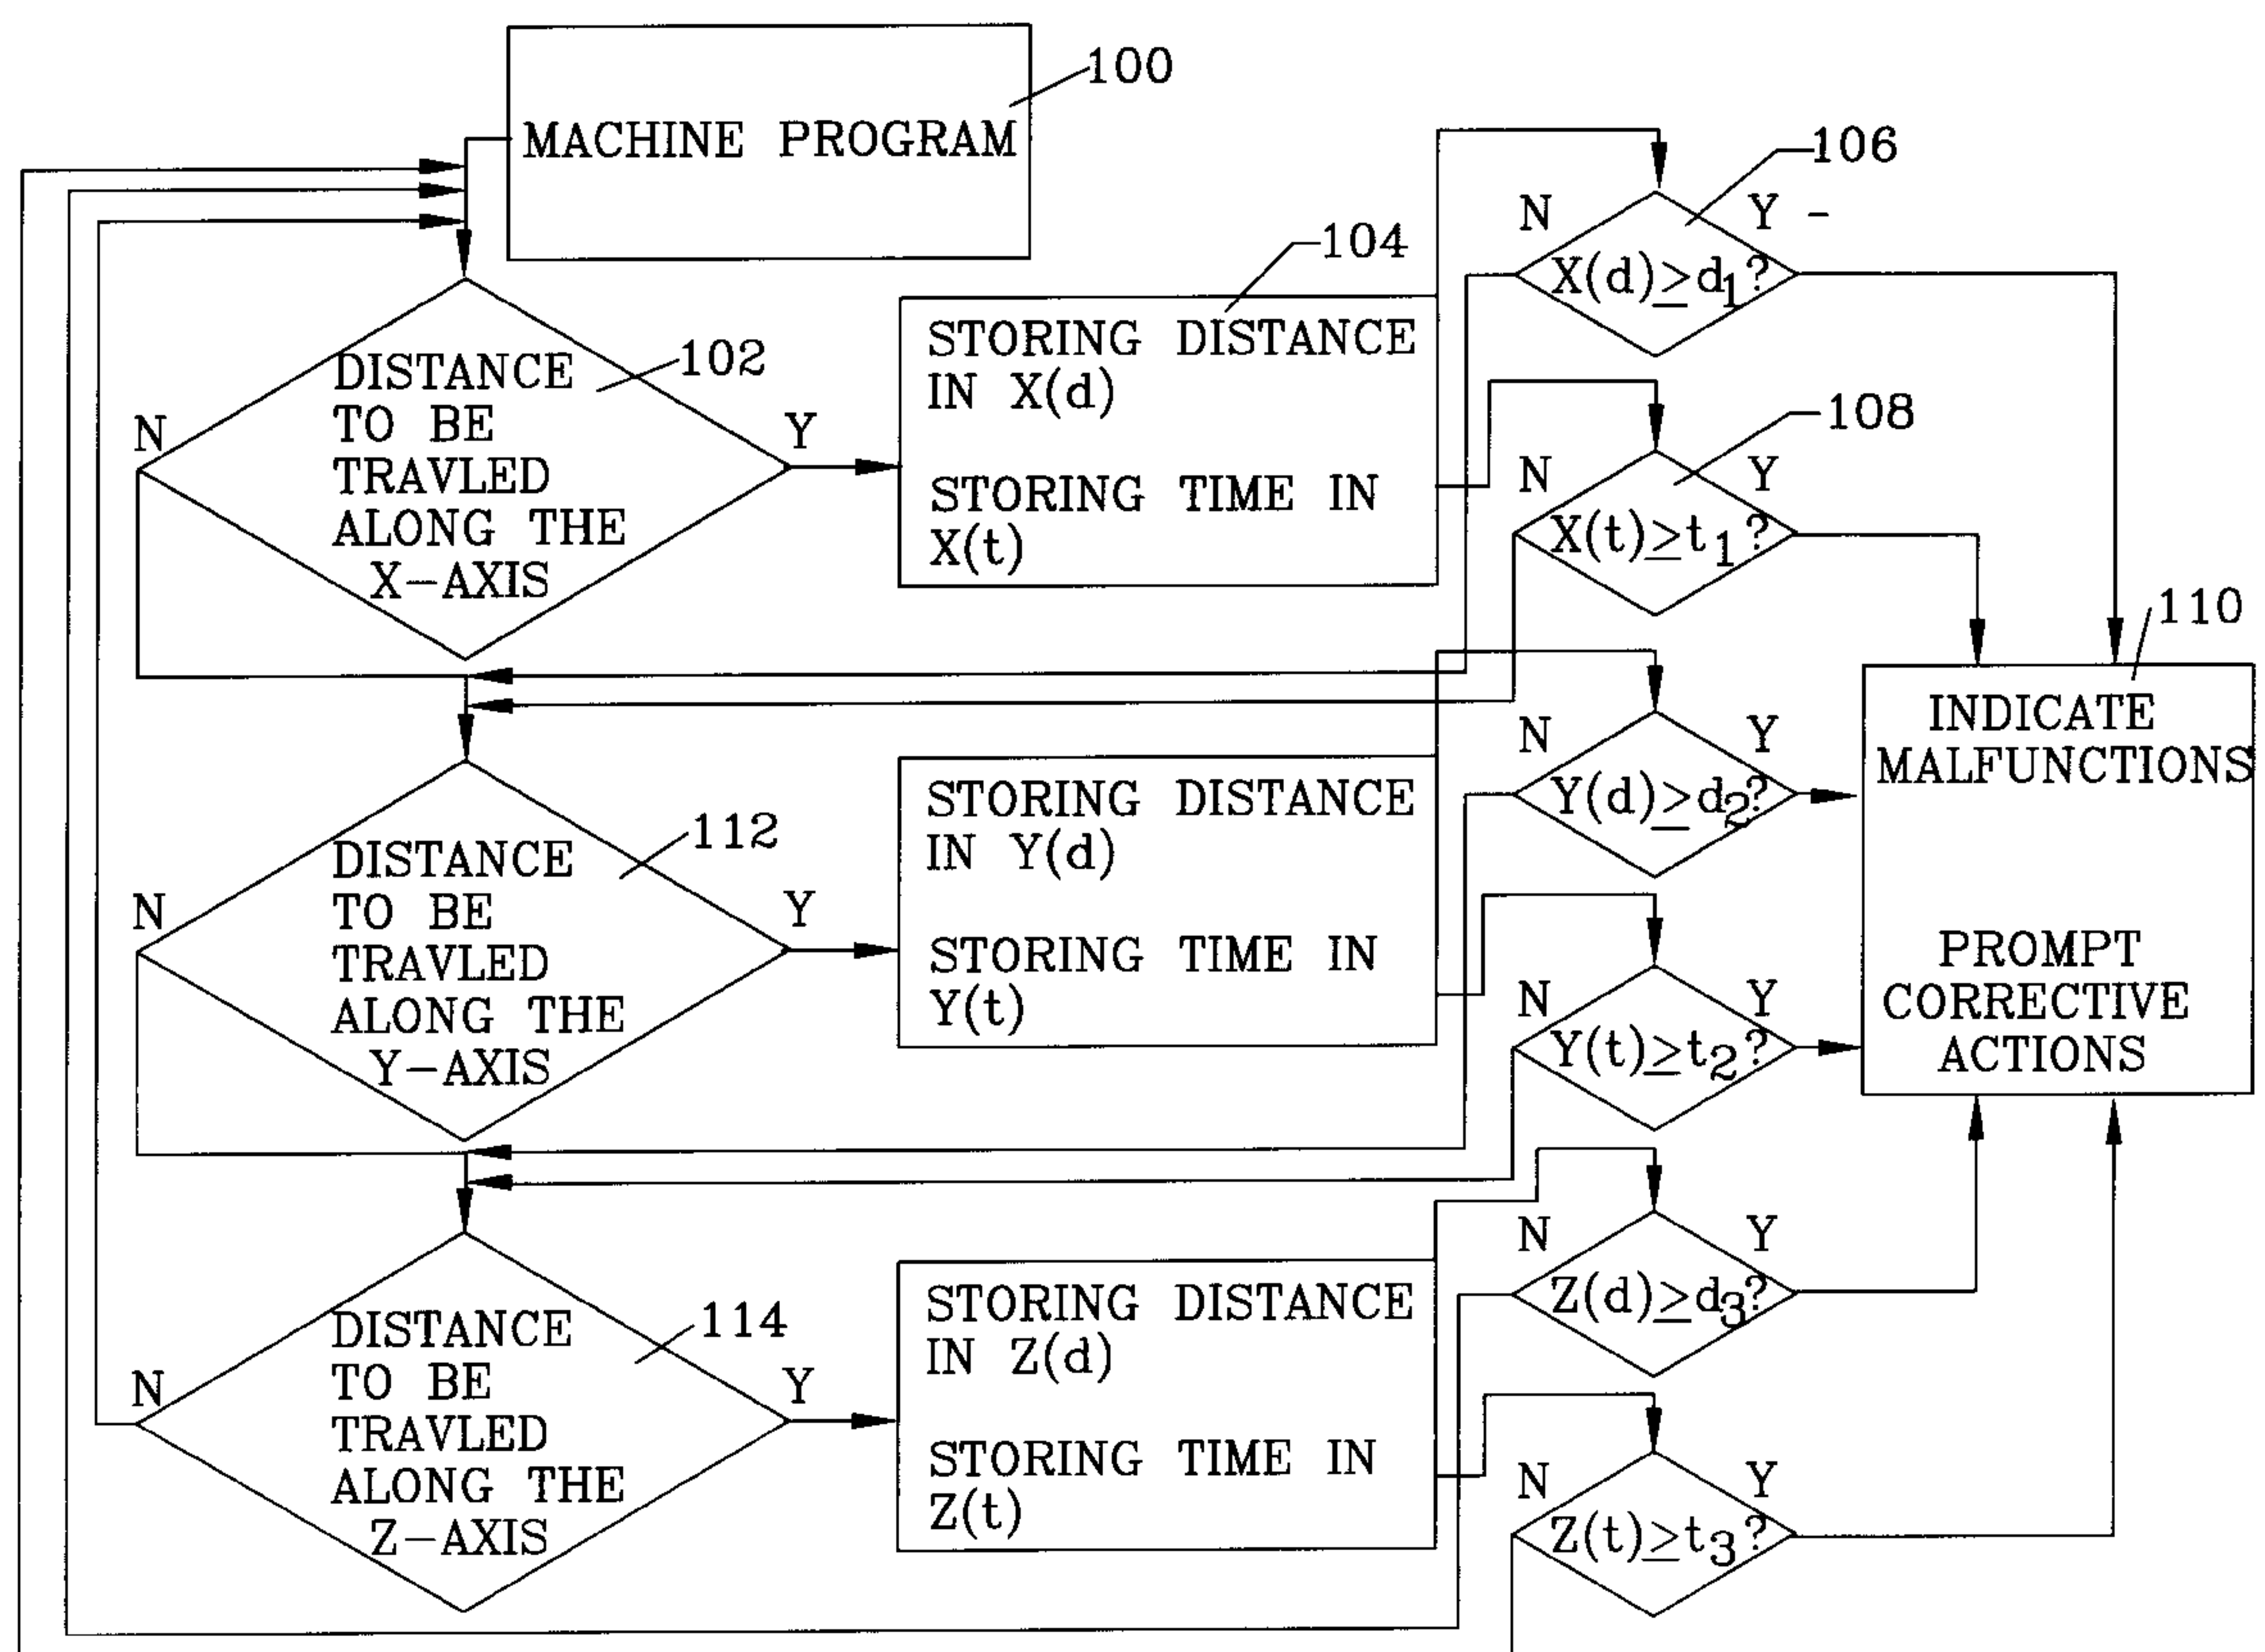 100
MACHINE PROGRAM
106
N
Y -
X(d)≥d1?
104
STORING DISTANCE
IN X(d)
STORING TIME IN
X(t)
102
N
Y
DISTANCE
TO BE
TRAVLED
ALONG THE
X-AXIS
108
N
Y
X(t)≥t1?
110
INDICATE
MALFUNCTIONS
PROMPT
CORRECTIVE
ACTIONS
112
N
Y
DISTANCE
TO BE
TRAVLED
ALONG THE
Y-AXIS
STORING DISTANCE
IN Y(d)
STORING TIME IN
Y(t)
N
Y
Y(d)≥d2?
N
Y
Y(t)≥t2?
114
N
Y
DISTANCE
TO BE
TRAVLED
ALONG THE
Z-AXIS
STORING DISTANCE
IN Z(d)
STORING TIME IN
Z(t)
N
Y
Z(d)≥d3?
N
Y
Z(t)≥t3?